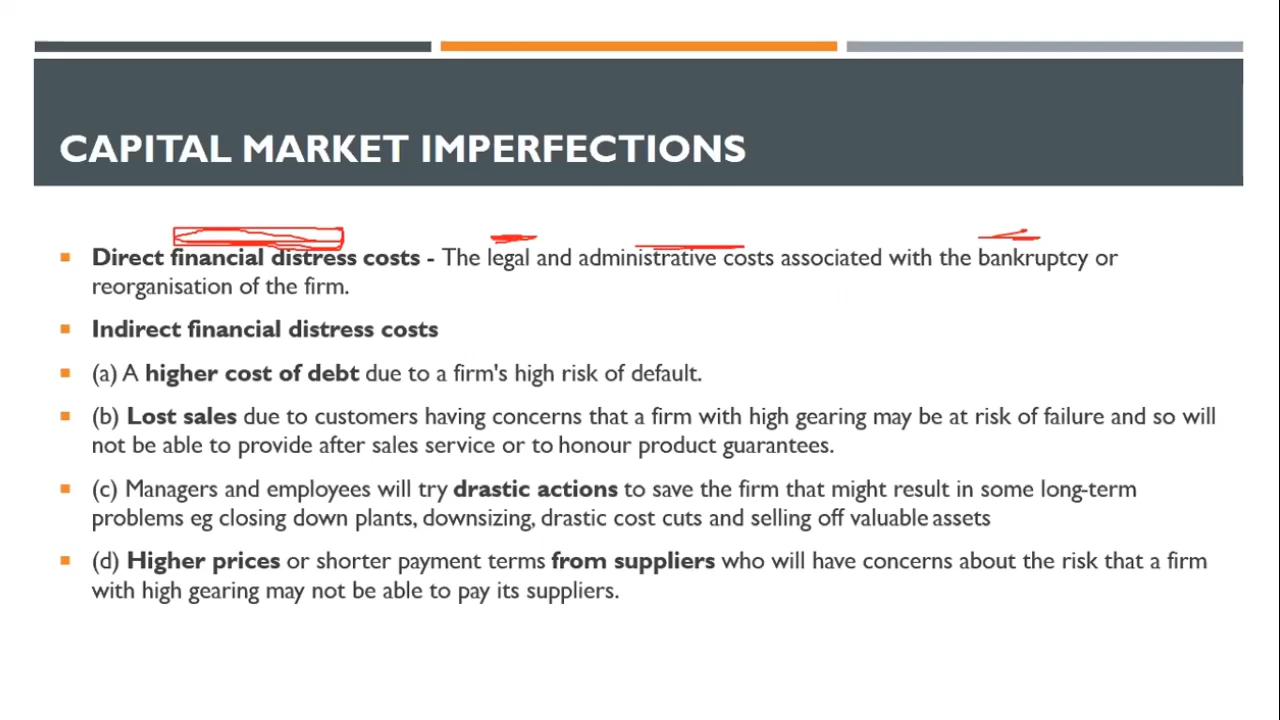 CAPITAL MARKET IMPERFECTIONS
Direct financial distress costs - The legal and administrative costs associated with the bankruptcy or
reorganisation of the firm.
Indirect financial distress costs
(a) A higher cost of debt due to a firm's high risk of default.
(b) Lost sales due to customers having concerns that a firm with high gearing may be at risk of failure and so will
not be able to provide after sales service or to honour product guarantees.
(c) Managers and employees will try drastic actions to save the firm that might result in some long-term
problems eg closing down plants, downsizing, drastic cost cuts and selling off valuable assets
(d) Higher prices or shorter payment terms from suppliers who will have concerns about the risk that a firm
with high gearing may not be able to pay its suppliers.